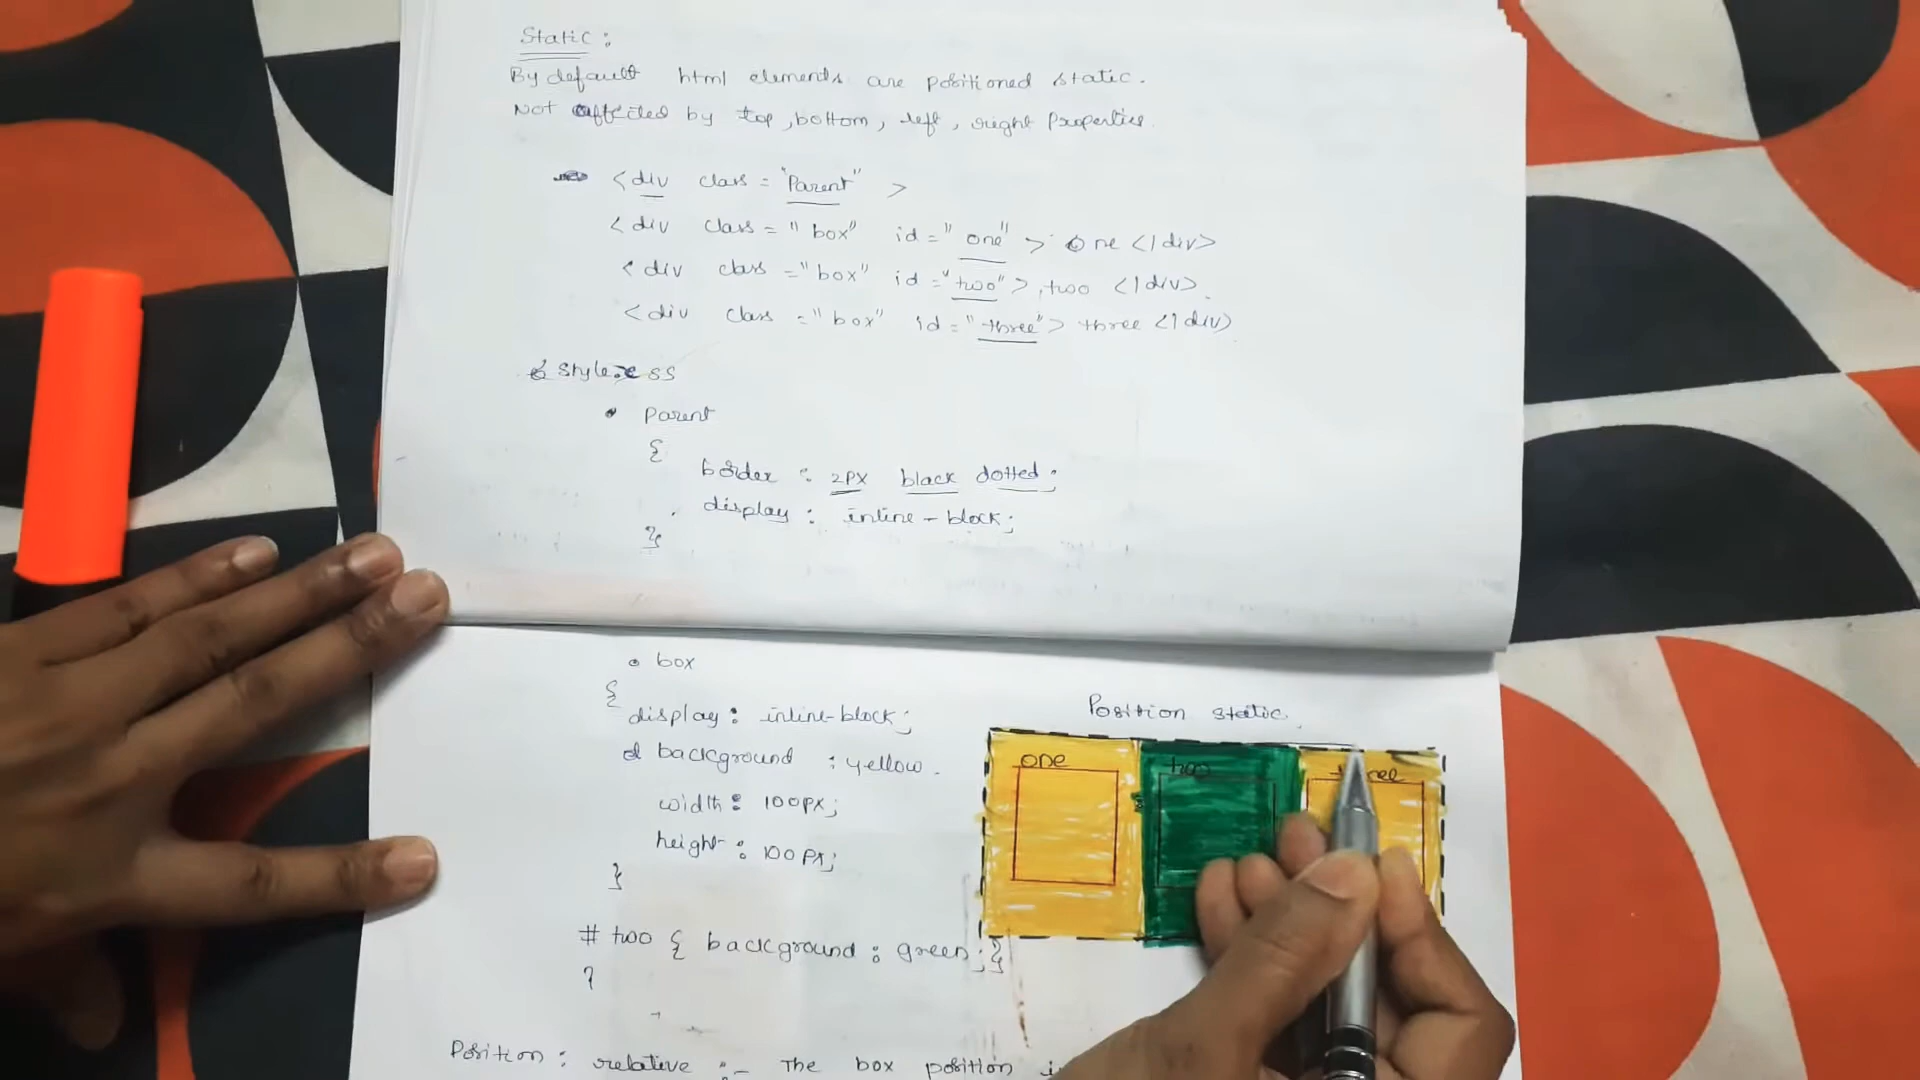 Static :
By default html elements are positioned static.
Not affected by top, bottom, left, right Properties.
<div class = "Parent" >
<div class = "box" id = "one" > One </div>
<div class = "box" id = "two" > two </div>
<div class = "box" id = "three" > three </div>
style.css
• Parent
{
border : 2px black dotted ;
display : inline-block;
}
• box
{
display : inline-block;
background : yellow.
width : 100px;
height : 100px;
}
Position static.
one
two
# two { background : green; }
}
Position : relative :- The box position